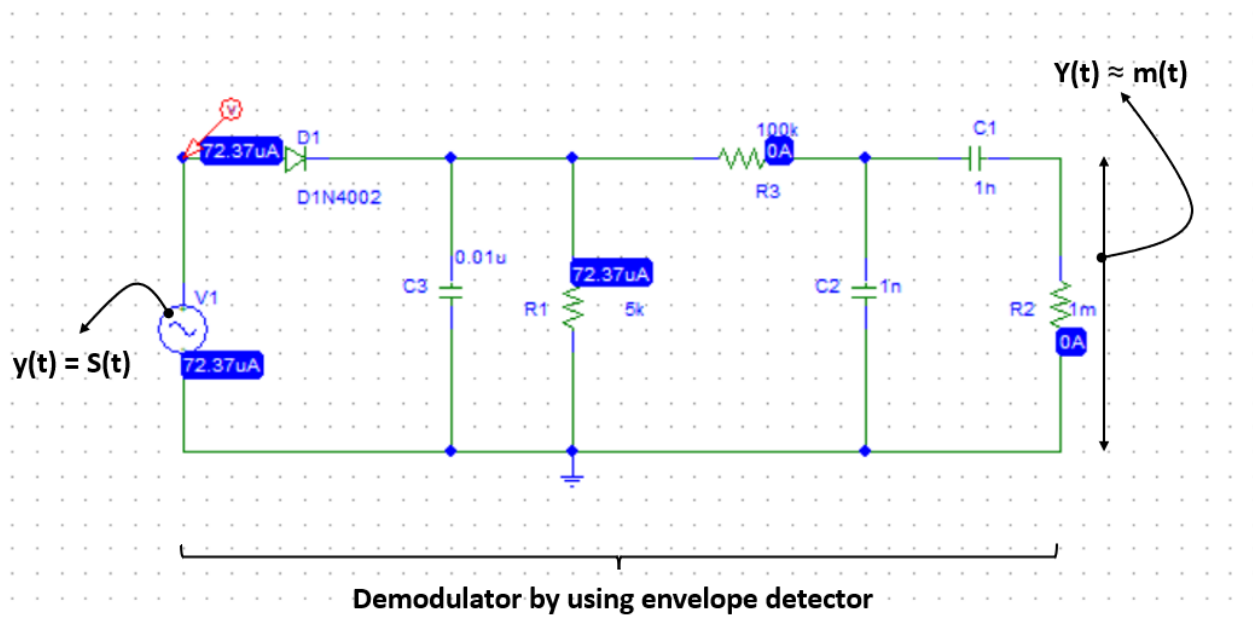 Y(t) ≈ m(t)
V
72.37uA
D1
D1N4002
100k
0A
R3
C1
1n
0.01u
C3
72.37uA
R1
5k
C2
1n
R2
1m
0A
V1
72.37uA
y(t) = S(t)
Demodulator by using envelope detector